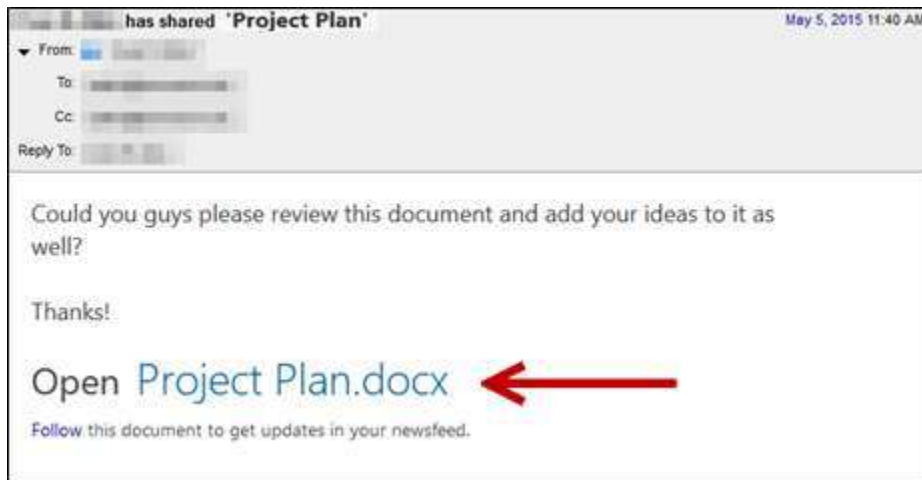 has shared 'Project Plan'
May 5, 2015 11:40 AM
From:
To:
Cc:
Reply To:
Could you guys please review this document and add your ideas to it as
well?
Thanks!
Open Project Plan.docx
Follow this document to get updates in your newsfeed.